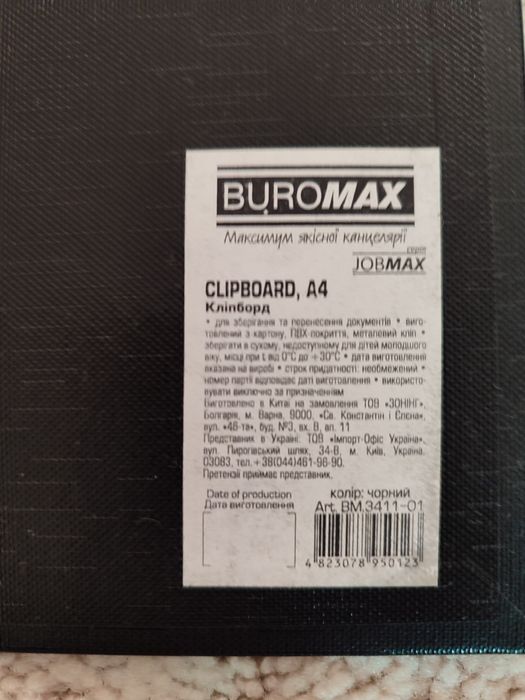 BUROMAX
Максимум якісної канцелярії
серія
JOBMAX
CLIPBOARD, A4
Кліпборд
• для зберігання та перенесення документів • виго-
товлений з картону, ПВХ-покриття, металевий кліп •
зберігати в сухому, недоступному для дітей молодшого
віку, місці при t від 0°C до +30°C • дата виготовлення
вказана на виробі • строк придатності: необмежений •
номер партії відповідає даті виготовлення • використо-
вувати виключно за призначенням
Виготовлено в Китаї на замовлення ТОВ «ЗОНІНГ»,
Болгарія, м. Варна, 9000, «Св. Константін і Єлєна»,
вул. «46-та», буд. №3, вх. В, ап. 11
Представник в Україні: ТОВ «Імпорт-Офіс Україна»,
вул. Пирогівський шлях, 34-В, м. Київ, Україна,
03083, тел. +38(044)461-96-90.
Претензії приймає представник.
Date of production
Дата виготовлення
колір: чорний
Art. BM.3411-01
4 823078 950123